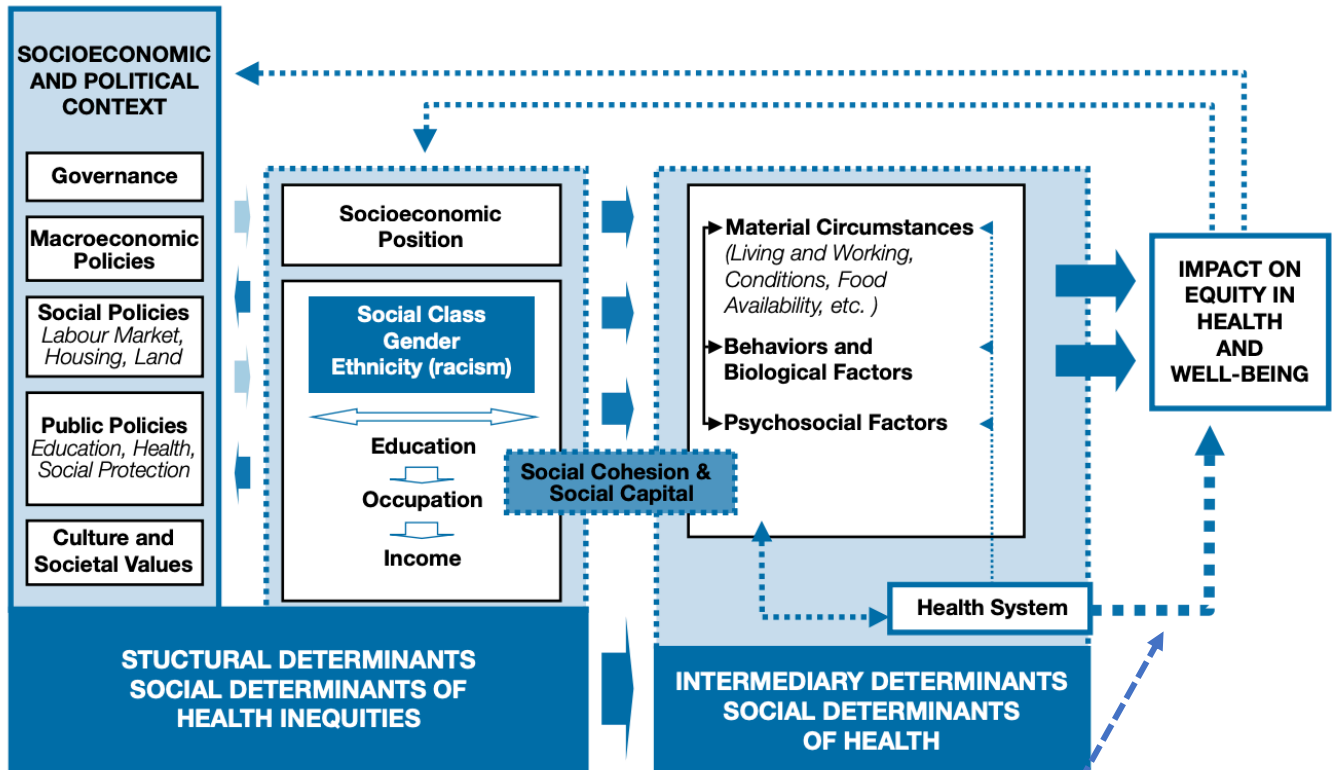 SOCIOECONOMIC
AND POLITICAL
CONTEXT
Governance
Macroeconomic
Policies
Social Policies
Labour Market,
Housing, Land
Public Policies
Education, Health,
Social Protection
Culture and
Societal Values
Socioeconomic
Position
Social Class
Gender
Ethnicity (racism)
Education
Occupation
Income
Social Cohesion &
Social Capital
Material Circumstances
(Living and Working,
Conditions, Food
Availability, etc. )
Behaviors and
Biological Factors
Psychosocial Factors
Health System
IMPACT ON
EQUITY IN
HEALTH
AND
WELL-BEING
STUCTURAL DETERMINANTS
SOCIAL DETERMINANTS OF
HEALTH INEQUITIES
INTERMEDIARY DETERMINANTS
SOCIAL DETERMINANTS
OF HEALTH